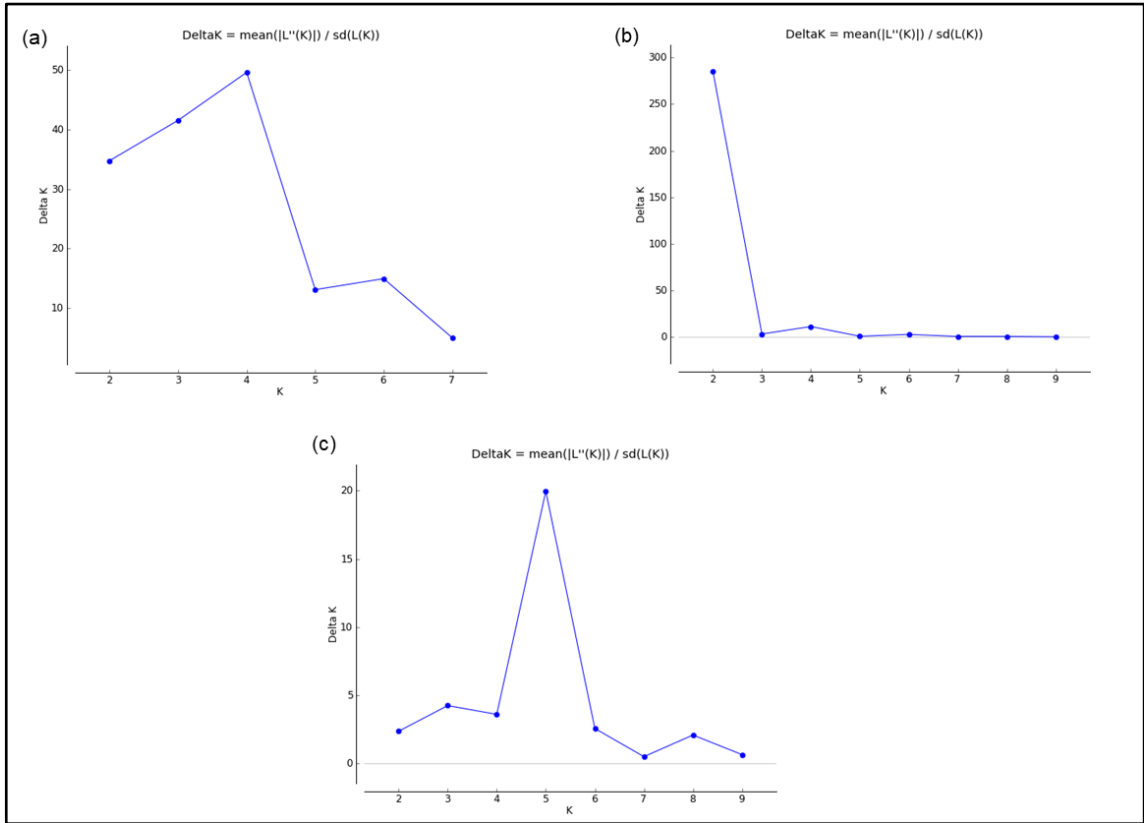 (a)
DeltaK = mean(|L''(K)|) / sd(L(K))
50
40
30
20
10
Delta K
2 3 4 5 6 7
K
(b)
DeltaK = mean(|L''(K)|) / sd(L(K))
300
250
200
150
100
50
0
Delta K
2 3 4 5 6 7 8 9
K
(c)
DeltaK = mean(|L''(K)|) / sd(L(K))
20
15
10
5
0
Delta K
2 3 4 5 6 7 8 9
K